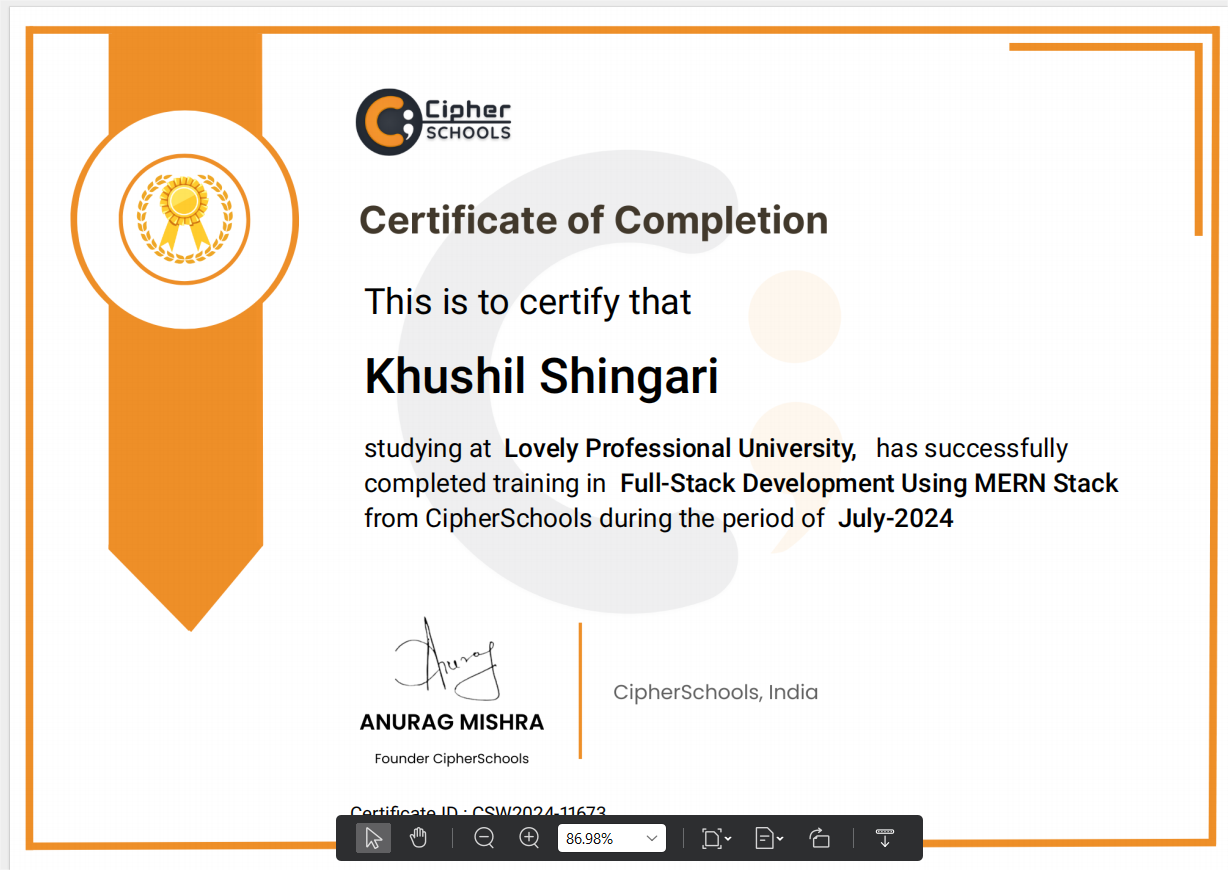 Cipher
SCHOOLS
Certificate of Completion
This is to certify that
Khushil Shingari
studying at Lovely Professional University, has successfully
completed training in Full-Stack Development Using MERN Stack
from CipherSchools during the period of July-2024
Anurag
ANURAG MISHRA
Founder CipherSchools
CipherSchools, India
Certificate ID : CSW2024-11673
86.98%